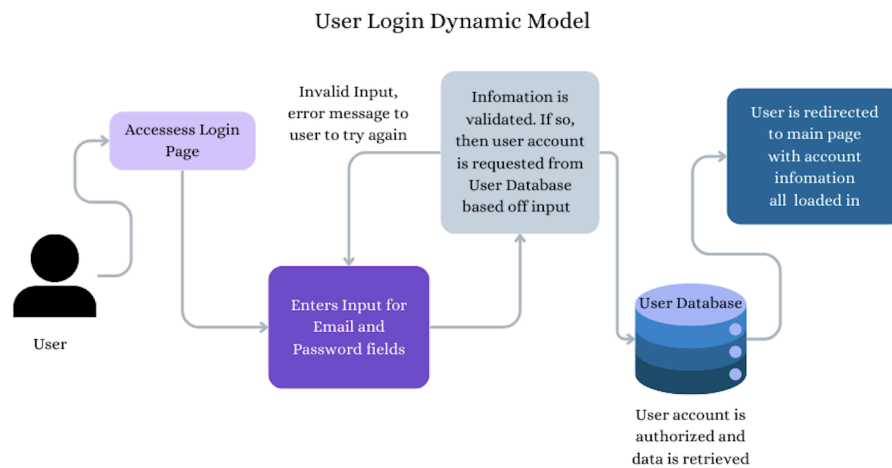 User Login Dynamic Model
Accessess Login
Page
User
Invalid Input,
error message to
user to try again
Enters Input for
Email and
Password fields
Infomation is
validated. If so,
then user account
is requested from
User Database
based off input
User Database
User account is
authorized and
data is retrieved
User is redirected
to main page
with account
infomation
all loaded in